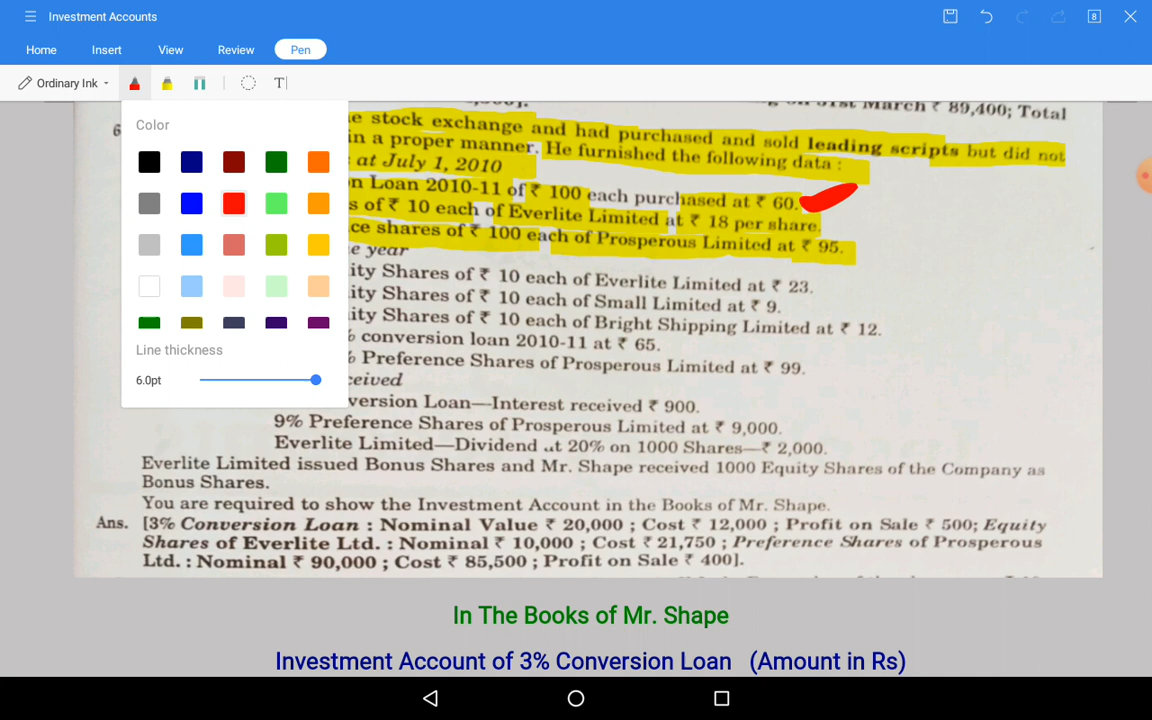 Investment Accounts
8
Home Insert View Review Pen
Ordinary Ink
T
Color
Line thickness
6.0pt
31st March ₹ 89,400; Total
6
e stock exchange and had purchased and sold leading scripts but did not
in a proper manner. He furnished the following data :
at July 1, 2010
n Loan 2010-11 of ₹ 100 each purchased at ₹ 60.
s of ₹ 10 each of Everlite Limited at ₹ 18 per share.
ce shares of ₹ 100 each of Prosperous Limited at ₹ 95.
e year
ity Shares of ₹ 10 each of Everlite Limited at ₹ 23.
ity Shares of ₹ 10 each of Small Limited at ₹ 9.
ity Shares of ₹ 10 each of Bright Shipping Limited at ₹ 12.
% conversion loan 2010-11 at ₹ 65.
% Preference Shares of Prosperous Limited at ₹ 99.
ceived
version Loan—Interest received ₹ 900.
9% Preference Shares of Prosperous Limited at ₹ 9,000.
Everlite Limited—Dividend at 20% on 1000 Shares—₹ 2,000.
Everlite Limited issued Bonus Shares and Mr. Shape received 1000 Equity Shares of the Company as
Bonus Shares.
You are required to show the Investment Account in the Books of Mr. Shape.
Ans. [3% Conversion Loan : Nominal Value ₹ 20,000 ; Cost ₹ 12,000 ; Profit on Sale ₹ 500; Equity
Shares of Everlite Ltd. : Nominal ₹ 10,000 ; Cost ₹ 21,750 ; Preference Shares of Prosperous
Ltd. : Nominal ₹ 90,000 ; Cost ₹ 85,500 ; Profit on Sale ₹ 400].
In The Books of Mr. Shape
Investment Account of 3% Conversion Loan (Amount in Rs)